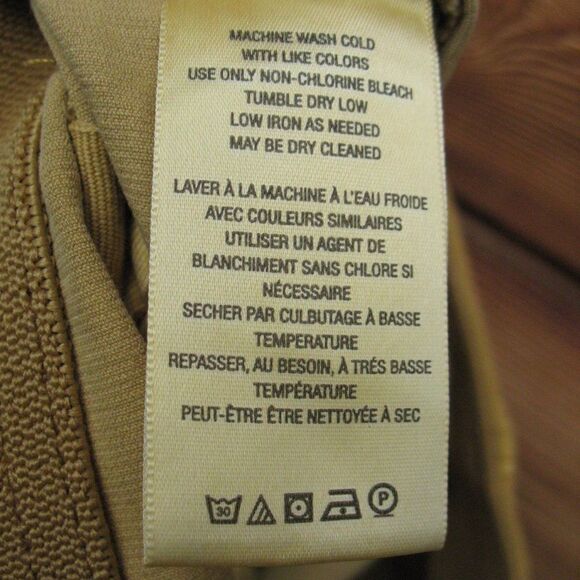 MACHINE WASH COLD
WITH LIKE COLORS
USE ONLY NON-CHLORINE BLEACH
TUMBLE DRY LOW
LOW IRON AS NEEDED
MAY BE DRY CLEANED
LAVER À LA MACHINE À L'EAU FROIDE
AVEC COULEURS SIMILAIRES
UTILISER UN AGENT DE
BLANCHIMENT SANS CHLORE SI
NÉCESSAIRE
SECHER PAR CULBUTAGE À BASSE
TEMPERATURE
REPASSER, AU BESOIN, À TRÉS BASSE
TEMPÉRATURE
PEUT-ÊTRE ÊTRE NETTOYÉE À SEC
30 P